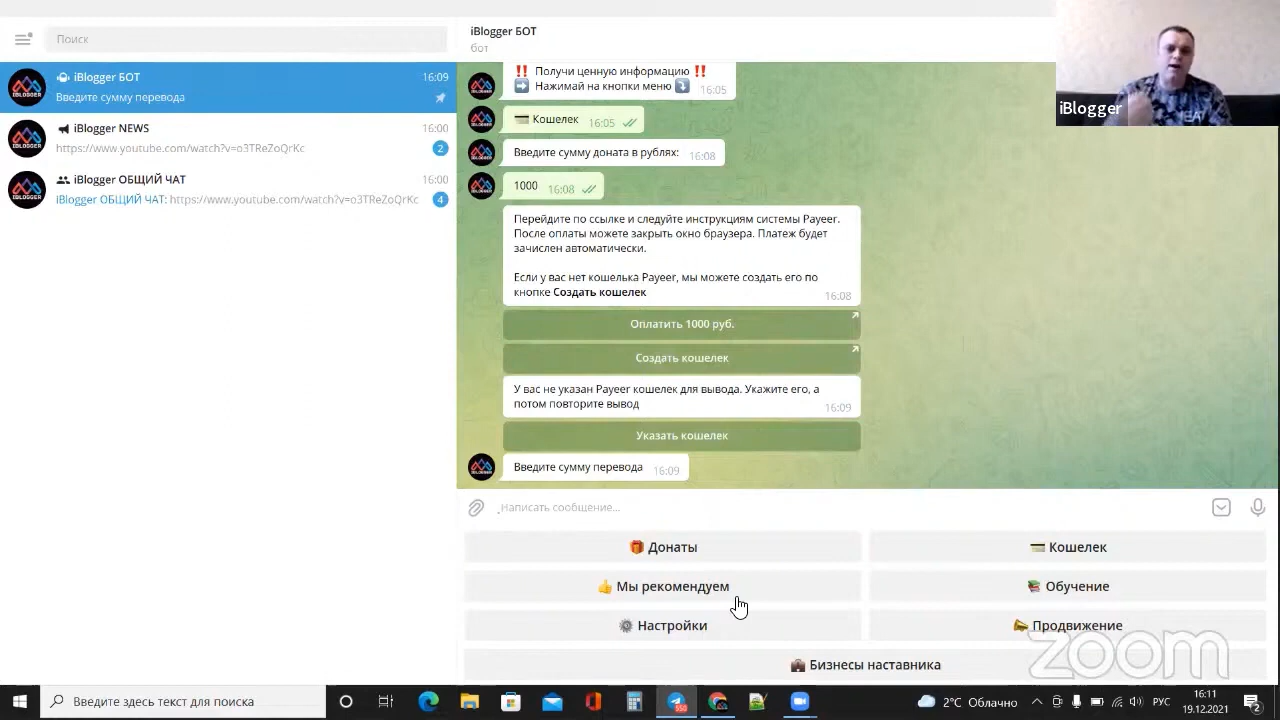 Поиск
iBlogger БОТ
16:09
Введите сумму перевода
iBlogger NEWS
16:00
https://www.youtube.com/watch?v=o3TReZoQrKc
2
iBlogger ОБЩИЙ ЧАТ
16:00
iBlogger ОБЩИЙ ЧАТ: https://www.youtube.com/watch?v=o3TReZoQrKc
4
iBlogger БОТ
бот
‼️ Получи ценную информацию ‼️
Нажимай на кнопки меню
16:05
Кошелек 16:05
Введите сумму доната в рублях: 16:08
1000 16:08
Перейдите по ссылке и следуйте инструкциям системы Payeer.
После оплаты можете закрыть окно браузера. Платеж будет
зачислен автоматически.
Если у вас нет кошелька Payeer, мы можете создать его по
кнопке Создать кошелек
16:08
Оплатить 1000 руб.
Создать кошелек
У вас не указан Payeer кошелек для вывода. Укажите его, а
потом повторите вывод
16:09
Указать кошелек
Введите сумму перевода 16:09
Написать сообщение...
Донаты
Кошелек
Мы рекомендуем
Обучение
Настройки
Продвижение
Бизнесы наставника
iBlogger
zoom
Введите здесь текст для поиска
2°C Облачно
РУС
16:11
19.12.2021
2